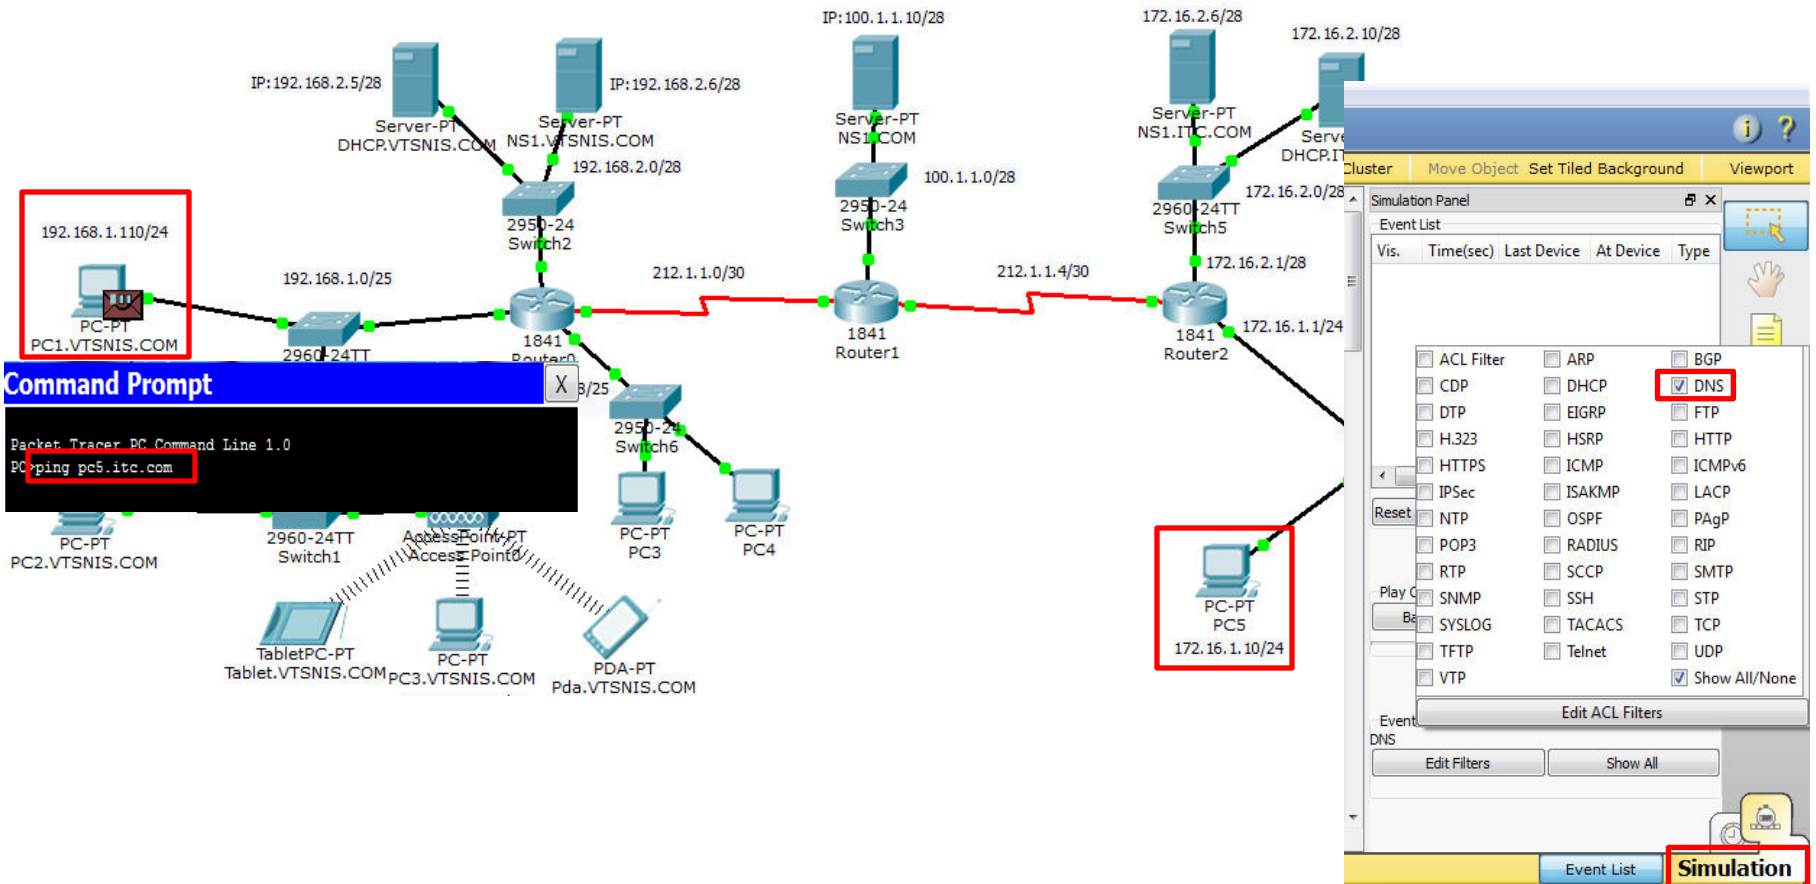 IP:100.1.1.10/28
172.16.2.6/28
172.16.2.10/28
IP:192.168.2.5/28
IP:192.168.2.6/28
Server-PT
DHCP.VTSNIS.COM
Server-PT
NS1.VTSNIS.COM
192.168.2.0/28
Server-PT
NS1.COM
Server-PT
NS1.ITC.COM
Serve
DHCP.IT
100.1.1.0/28
2950-24
Switch2
2950-24
Switch3
2960-24TT
Switch5
172.16.2.0/28
192.168.1.110/24
192.168.1.0/25
212.1.1.0/30
212.1.1.4/30
172.16.2.1/28
PC-PT
PC1.VTSNIS.COM
2960-24TT
1841
Router0
1841
Router1
1841
Router2
172.16.1.1/24
Command Prompt
X
3/25
Packet Tracer PC Command Line 1.0
PC>ping pc5.itc.com
2950-24
Switch6
PC-PT
PC2.VTSNIS.COM
2960-24TT
Switch1
AccessPoint-PT
Access Point0
PC-PT
PC3
PC-PT
PC4
TabletPC-PT
Tablet.VTSNIS.COM
PC-PT
PC3.VTSNIS.COM
PDA-PT
Pda.VTSNIS.COM
PC-PT
PC5
172.16.1.10/24
i ?
Cluster Move Object Set Tiled Background Viewport
Simulation Panel
Event List
Vis. Time(sec) Last Device At Device Type
ACL Filter ARP BGP
CDP DHCP DNS
DTP EIGRP FTP
H.323 HSRP HTTP
HTTPS ICMP ICMPv6
IPSec ISAKMP LACP
NTP OSPF PAgP
POP3 RADIUS RIP
RTP SCCP SMTP
SNMP SSH STP
SYSLOG TACACS TCP
TFTP Telnet UDP
VTP Show All/None
Edit ACL Filters
Reset
Play C
Ba
Event
DNS
Edit Filters Show All
Event List Simulation